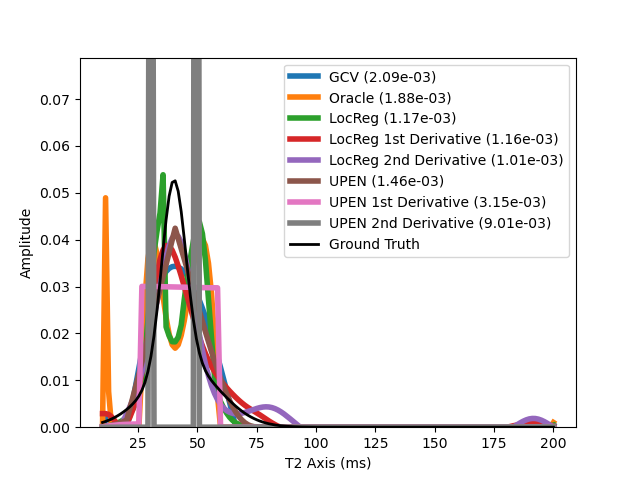 0.07
0.06
0.05
0.04
0.03
0.02
0.01
0.00
Amplitude
GCV (2.09e-03)
Oracle (1.88e-03)
LocReg (1.17e-03)
LocReg 1st Derivative (1.16e-03)
LocReg 2nd Derivative (1.01e-03)
UPEN (1.46e-03)
UPEN 1st Derivative (3.15e-03)
UPEN 2nd Derivative (9.01e-03)
Ground Truth
25 50 75 100 125 150 175 200
T2 Axis (ms)